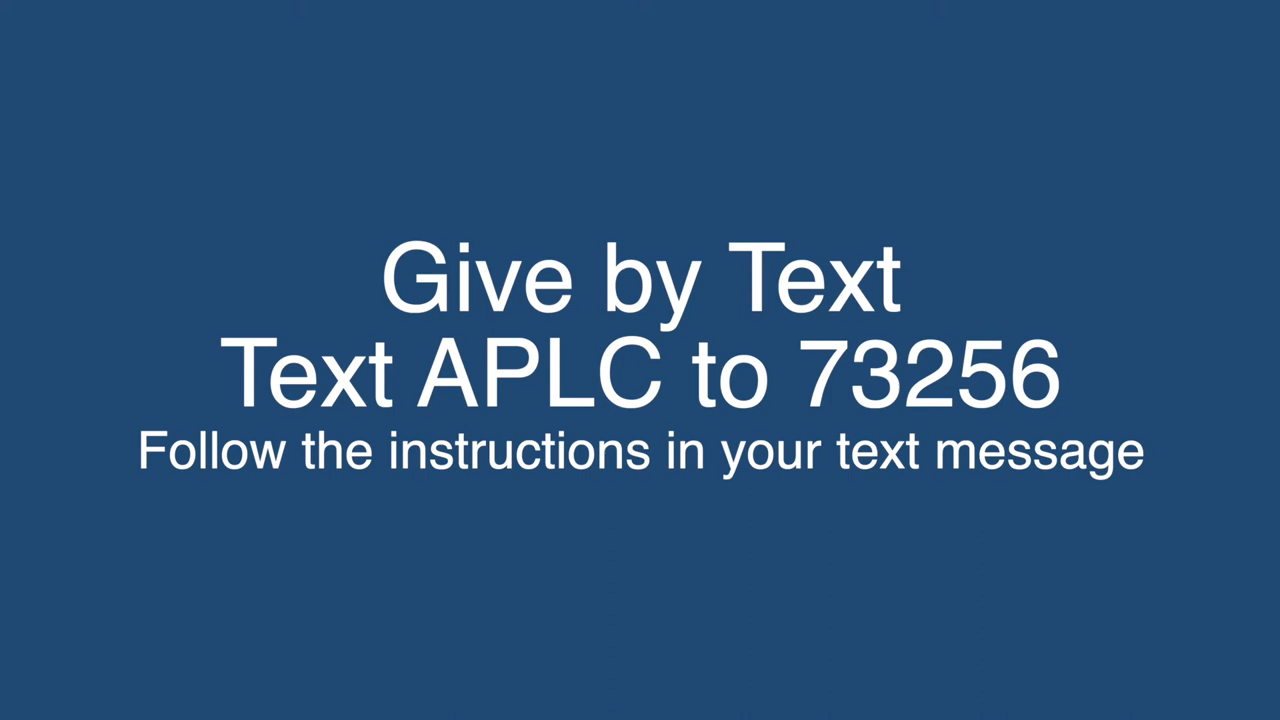 Give by Text
Text APLC to 73256
Follow the instructions in your text message